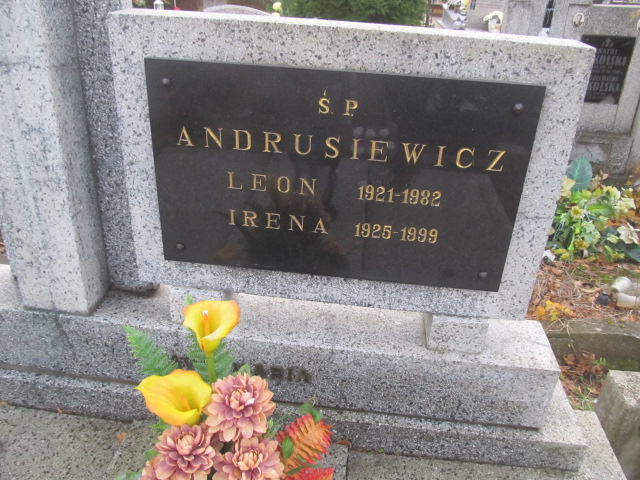 Ś. P.
ANDRUSIEWICZ
LEON 1921-1982
IRENA 1925-1999